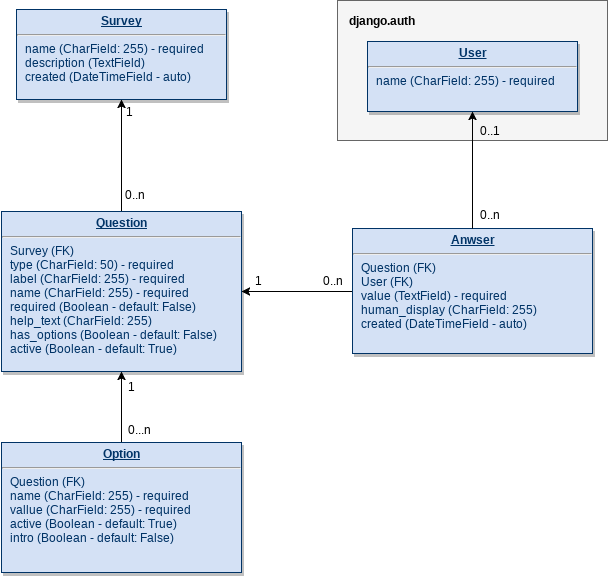 Survey
name (CharField: 255) - required
description (TextField)
created (DateTimeField - auto)
django.auth
User
name (CharField: 255) - required
1
0..n
0..1
0..n
Question
Survey (FK)
type (CharField: 50) - required
label (CharField: 255) - required
name (CharField: 255) - required
required (Boolean - default: False)
help_text (CharField: 255)
has_options (Boolean - default: False)
active (Boolean - default: True)
1
0..n
Anwser
Question (FK)
User (FK)
value (TextField) - required
human_display (CharField: 255)
created (DateTimeField - auto)
1
0...n
Option
Question (FK)
name (CharField: 255) - required
vallue (CharField: 255) - required
active (Boolean - default: True)
intro (Boolean - default: False)